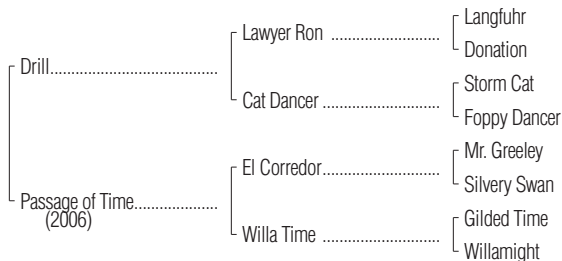 Langfuhr
Lawyer Ron ........................
Donation
Drill.....................................
Storm Cat
Cat Dancer ..........................
Foppy Dancer
Mr. Greeley
El Corredor..........................
Silvery Swan
Passage of Time..................
(2006)
Gilded Time
Willa Time ..........................
Willamight